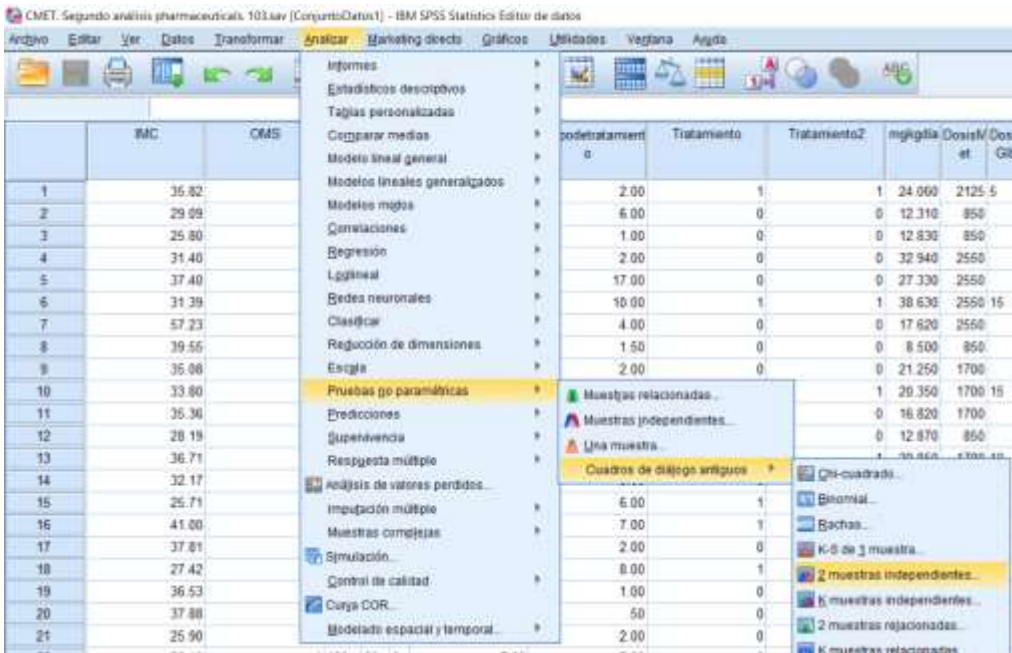 CMET. Segundo análisis pharmaceuticals. 103.sav [ConjuntoDatos1] - IBM SPSS Statistics Editor de datos
Archivo Editar Ver Datos Transformar Analizar Marketing directo Gráficos Utilidades Ventana Ayuda
Informes
Estadísticos descriptivos
Tablas personalizadas
Comparar medias
Modelo lineal general
Modelos lineales generalizados
Modelos mixtos
Correlaciones
Regresión
Loglineal
Redes neuronales
Clasificar
Reducción de dimensiones
Escala
Pruebas no paramétricas
Predicciones
Supervivencia
Respuesta múltiple
Análisis de valores perdidos...
Imputación múltiple
Muestras complejas
Simulación...
Control de calidad
Curva COR...
Modelado espacial y temporal...
Muestras relacionadas...
Muestras independientes...
Una muestra...
Cuadros de diálogo antiguos
Chi-cuadrado...
Binomial...
Rachas...
K-S de 1 muestra...
2 muestras independientes...
K muestras independientes...
2 muestras relacionadas...
K muestras relacionadas
IMC OMS podetratamient o Tratamiento Tratamiento2 mgkgdía DosisM et Dos Glb
1 35.82 2.00 1 1 24.060 2125 5
2 29.09 6.00 0 0 12.310 850
3 25.80 1.00 0 0 12.830 850
4 31.40 2.00 0 0 32.940 2550
5 37.40 17.00 0 0 27.330 2550
6 31.39 10.00 1 1 38.630 2550 15
7 57.23 4.00 0 0 17.620 2550
8 39.55 1.50 0 0 8.500 850
9 35.08 2.00 0 0 21.250 1700
10 33.80 1 20.350 1700 15
11 35.36 0 16.820 1700
12 28.19 0 12.870 850
13 36.71
14 32.17
15 25.71 6.00 1
16 41.00 7.00 1
17 37.81 2.00 0
18 27.42 8.00 1
19 36.53 1.00 0
20 37.88 50 0
21 25.90 2.00 0